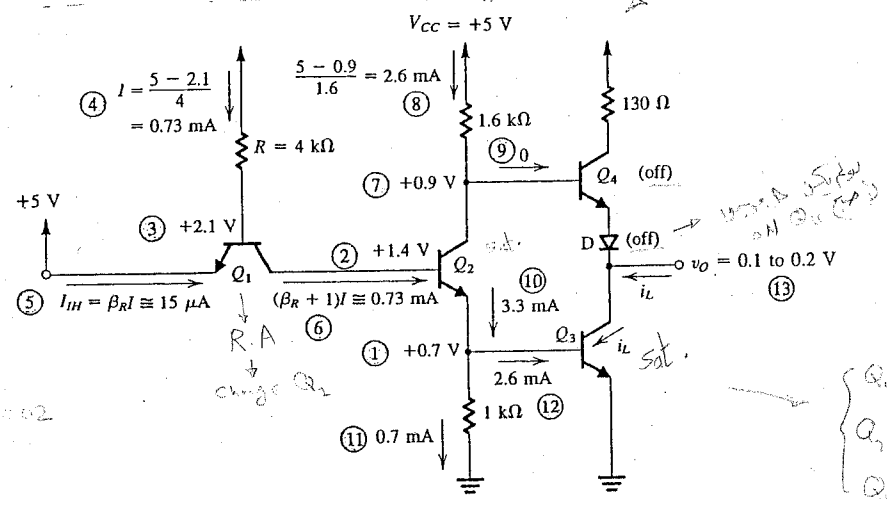 V_CC = +5 V
④ I = (5 − 2.1)/4
= 0.73 mA
R = 4 kΩ
(5 − 0.9)/1.6 = 2.6 mA
⑧
1.6 kΩ
130 Ω
⑨ 0
⑦ +0.9 V
Q₄ (off)
+5 V
③ +2.1 V
② +1.4 V
Q₂
sat.
D (off)
v_O = 0.1 to 0.2 V
⑬
i_L
Q₁
⑤ I_IH = β_R I ≅ 15 μA
(β_R + 1)I ≅ 0.73 mA
⑥
⑩
3.3 mA
R.A
① +0.7 V
Q₃
i_L
Sat.
2.6 mA
⑫
1 kΩ
⑪ 0.7 mA